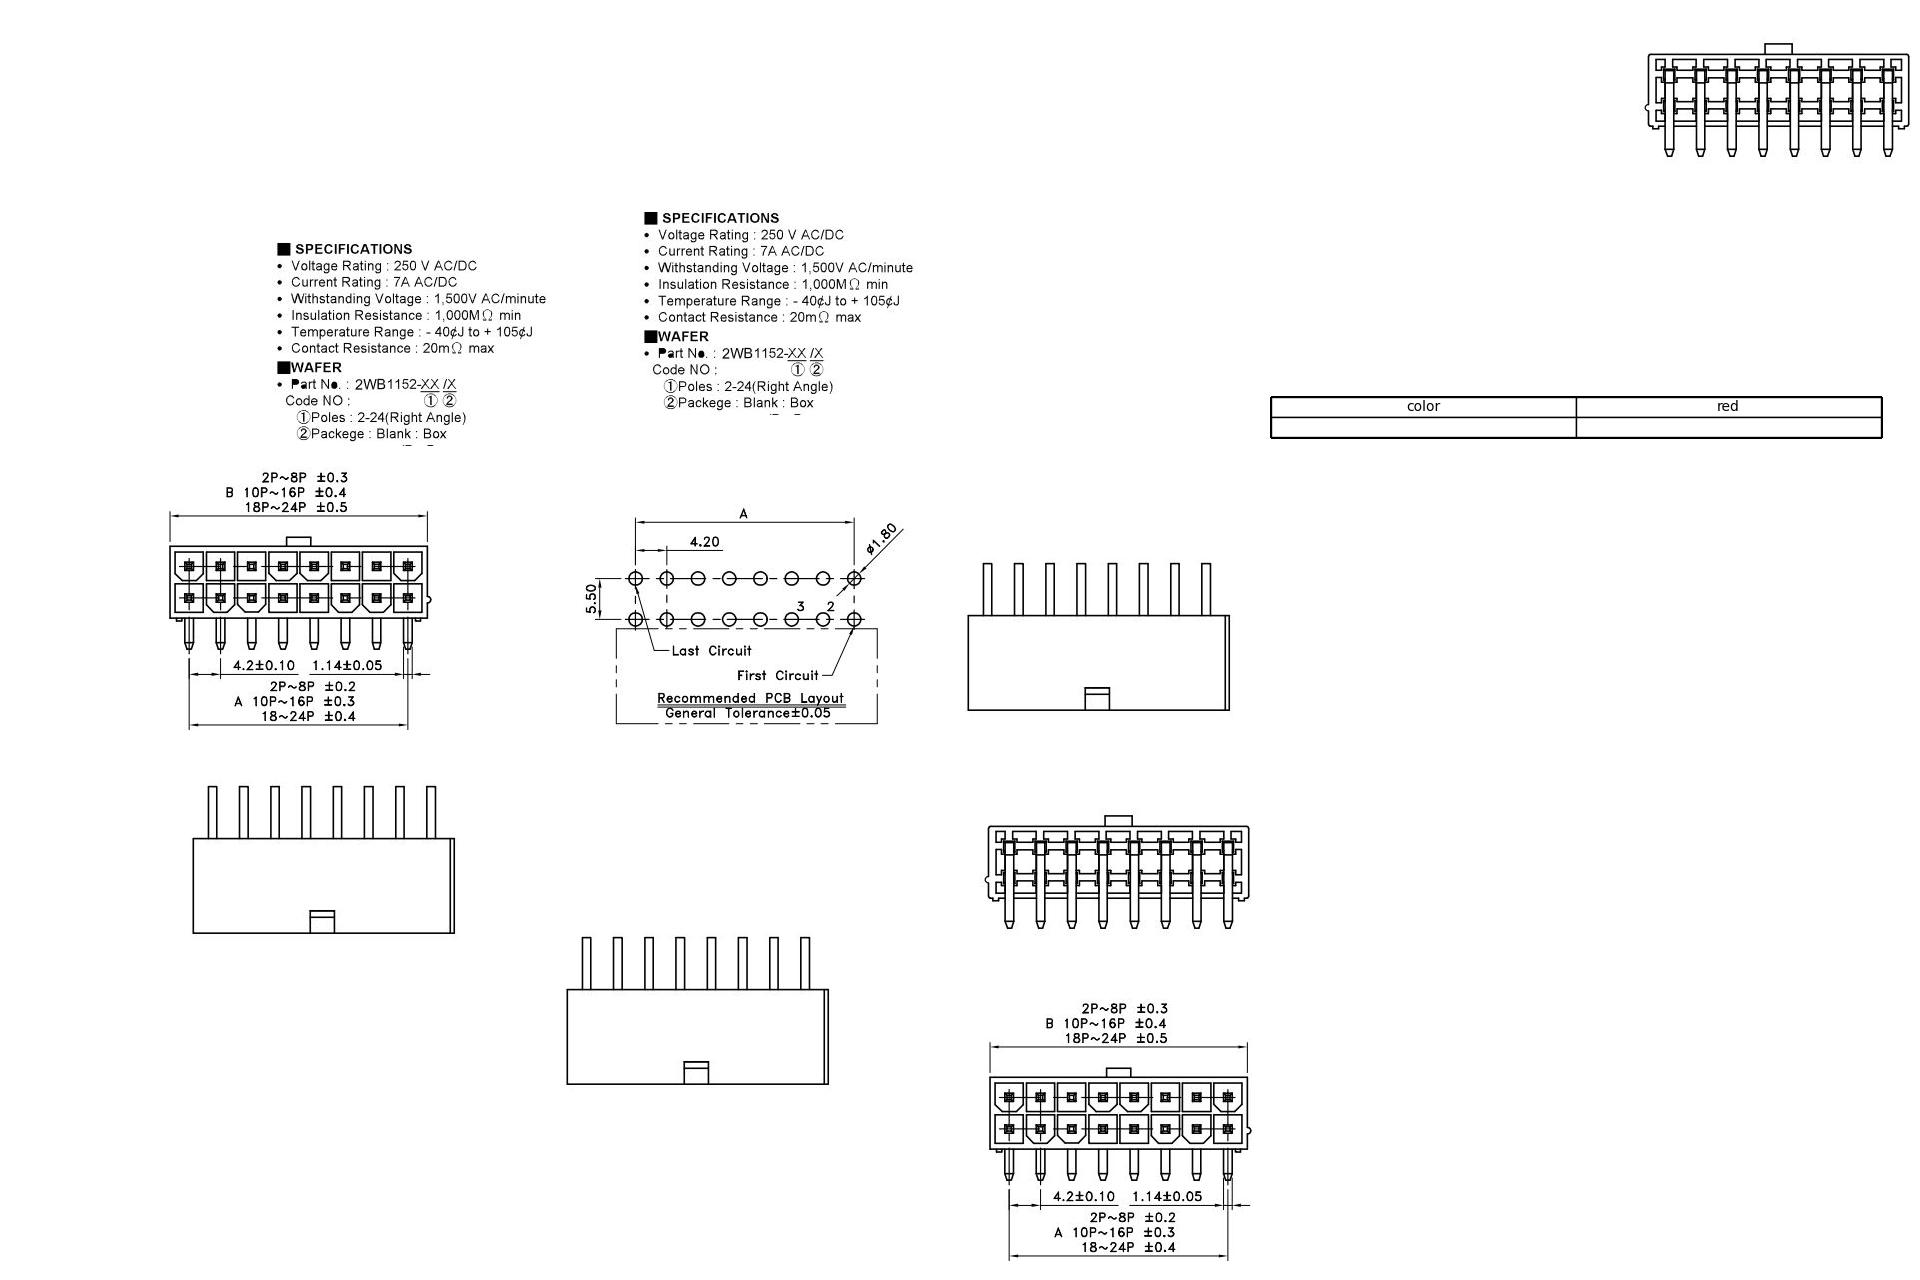 ■ SPECIFICATIONS
• Voltage Rating : 250 V AC/DC
• Current Rating : 7A AC/DC
• Withstanding Voltage : 1,500V AC/minute
• Insulation Resistance : 1,000MΩ min
• Temperature Range : - 40¢J to + 105¢J
• Contact Resistance : 20mΩ max
■WAFER
• Part No. : 2WB1152-XX /X
Code NO : ① ②
①Poles : 2-24(Right Angle)
②Packege : Blank : Box
■ SPECIFICATIONS
• Voltage Rating : 250 V AC/DC
• Current Rating : 7A AC/DC
• Withstanding Voltage : 1,500V AC/minute
• Insulation Resistance : 1,000MΩ min
• Temperature Range : - 40¢J to + 105¢J
• Contact Resistance : 20mΩ max
■WAFER
• Part No. : 2WB1152-XX /X
Code NO : ① ②
①Poles : 2-24(Right Angle)
②Packege : Blank : Box
color red
2P~8P ±0.3
B 10P~16P ±0.4
18P~24P ±0.5
4.2±0.10 1.14±0.05
2P~8P ±0.2
A 10P~16P ±0.3
18~24P ±0.4
A
4.20
ø1.80
5.50
3 2
Last Circuit
First Circuit
Recommended PCB Layout
General Tolerance±0.05
2P~8P ±0.3
B 10P~16P ±0.4
18P~24P ±0.5
4.2±0.10 1.14±0.05
2P~8P ±0.2
A 10P~16P ±0.3
18~24P ±0.4